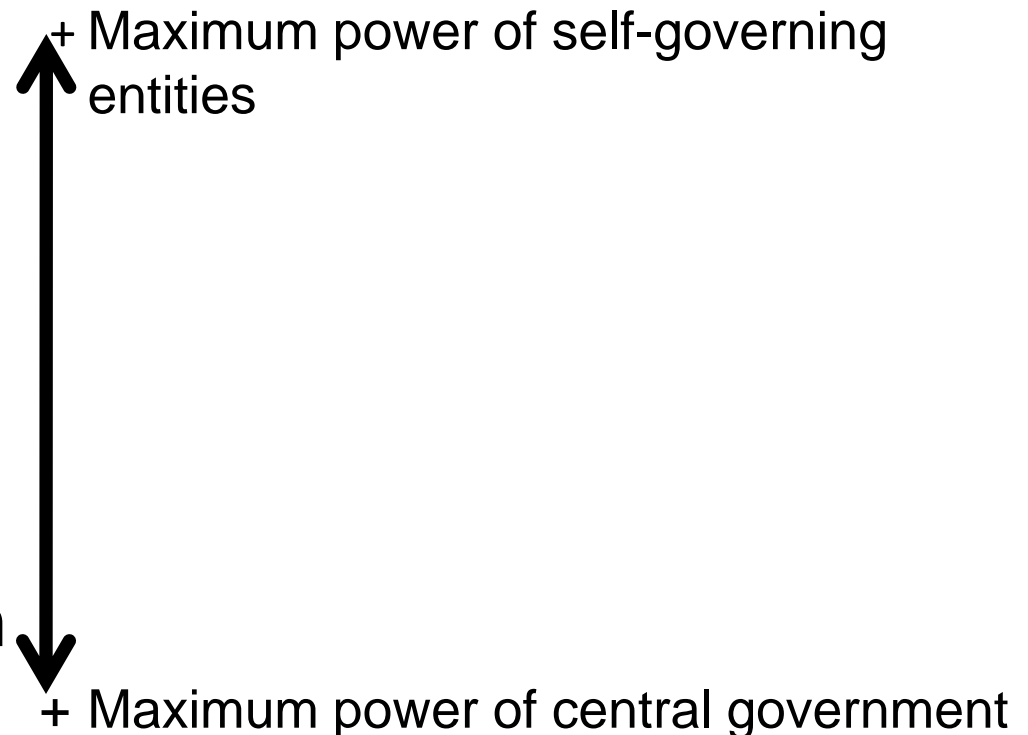 + Maximum power of self-governing
entities
+ Maximum power of central government